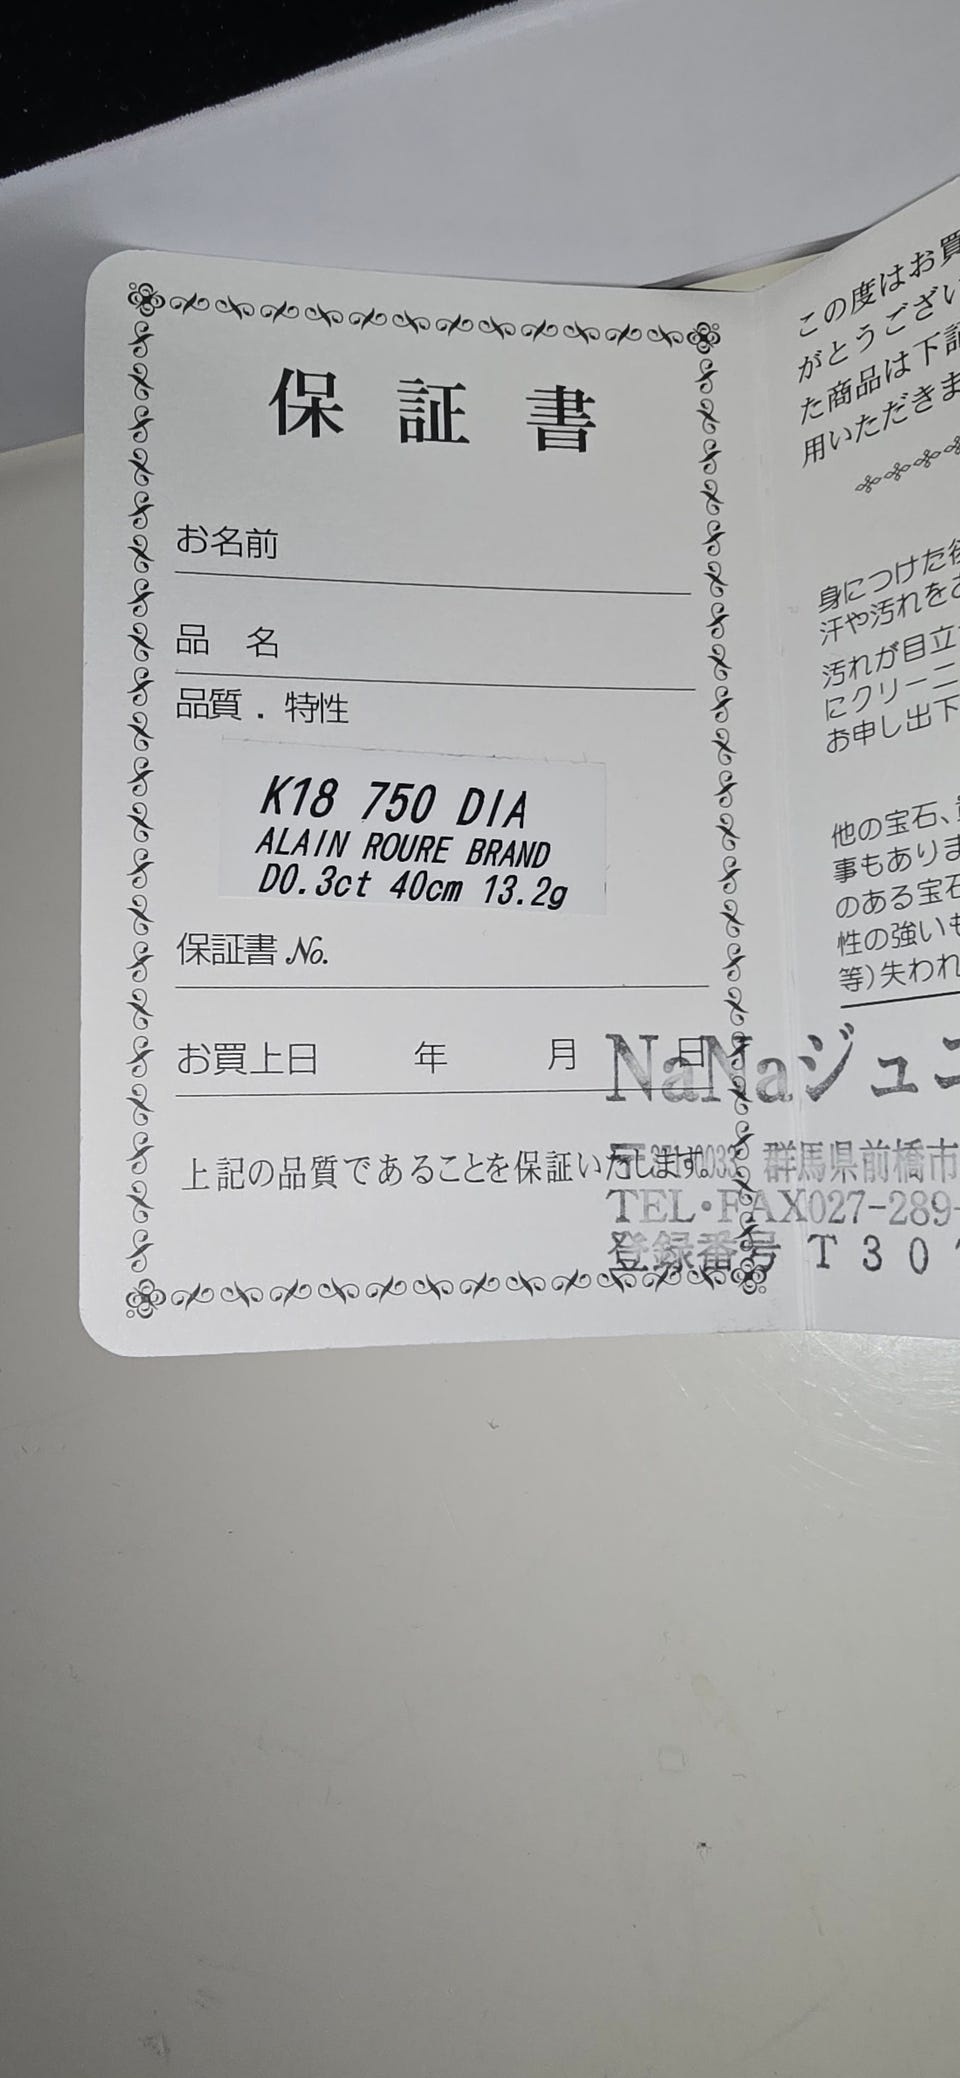 保証書
お名前
品 名
品質．特性
K18 750 DIA
ALAIN ROURE BRAND
D0.3ct 40cm 13.2g
保証書 No.
お買上日 年 月 日
上記の品質であることを保証いたします。
この度はお買
がとうござい
た商品は下記
用いただきま
身につけた後
汗や汚れをお
汚れが目立
にクリーニ
お申し出下
他の宝石、
事もありま
のある宝石
性の強いも
等)失われ
NaNaジュエ
群馬県前橋市
TEL・FAX027-289-
登録番号 T30